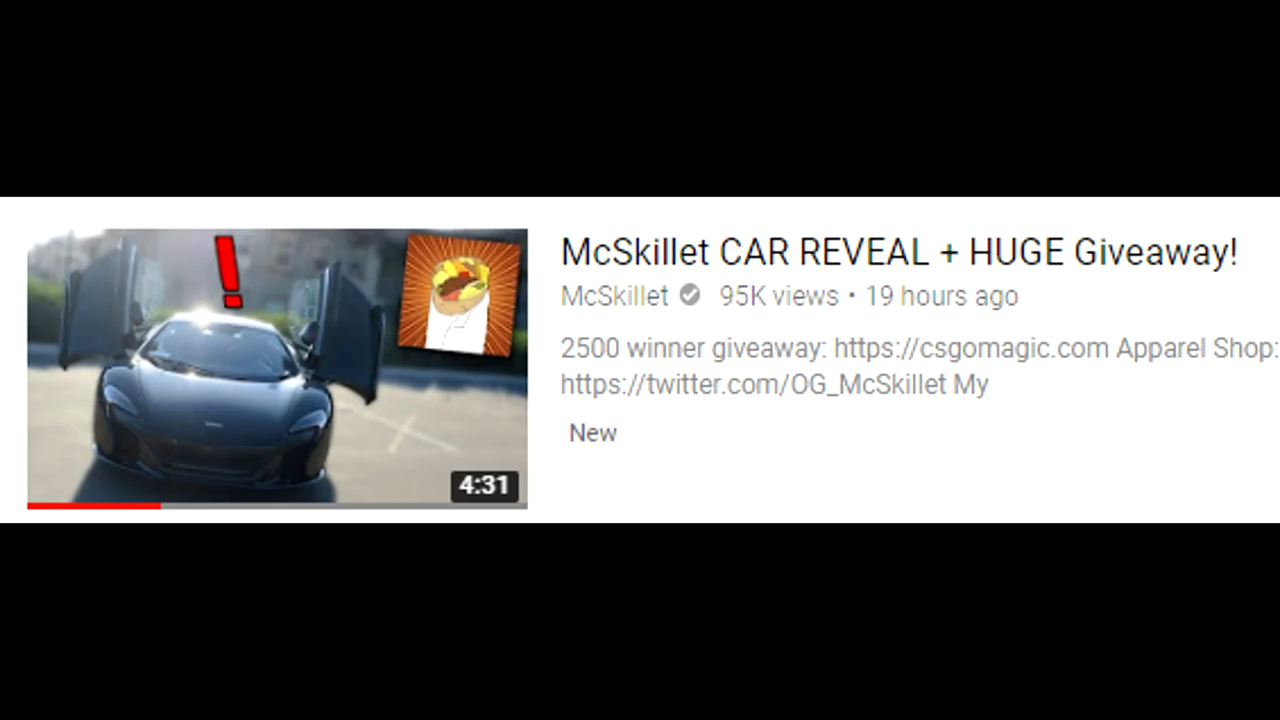 McSkillet CAR REVEAL + HUGE Giveaway!
McSkillet 95K views • 19 hours ago
2500 winner giveaway: https://csgomagic.com Apparel Shop:
https://twitter.com/OG_McSkillet My
New
!
4:31